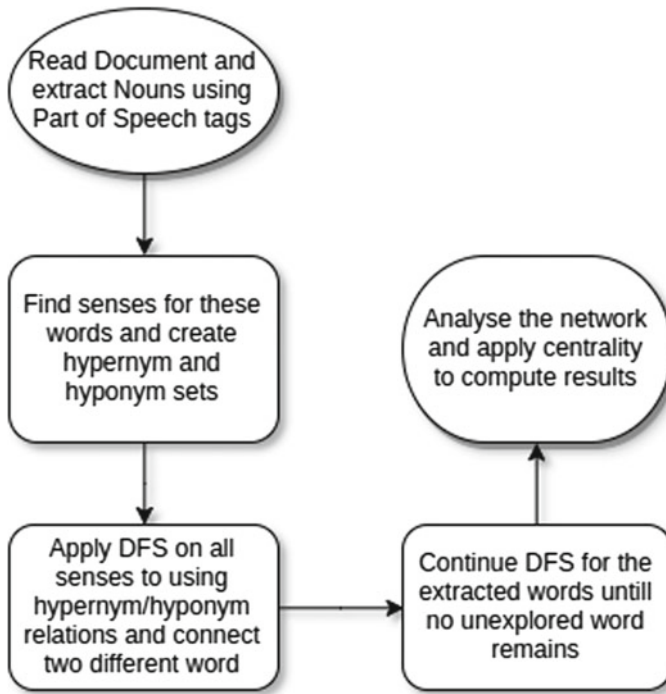 Read Document and
extract Nouns using
Part of Speech tags
Find senses for these
words and create
hypernym and
hyponym sets
Apply DFS on all
senses to using
hypernym/hyponym
relations and connect
two different word
Continue DFS for the
extracted words untill
no unexplored word
remains
Analyse the network
and apply centrality
to compute results